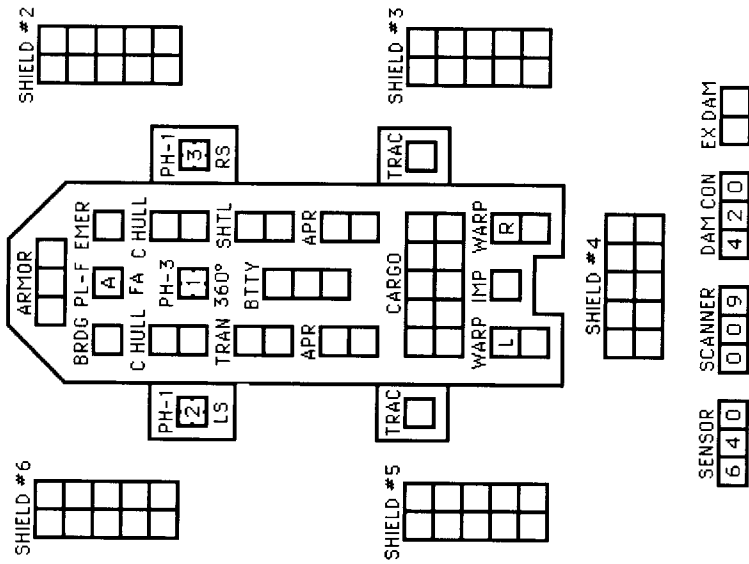 SHIELD #2
SHIELD #3
ARMOR
BRDG PL-F EMER
A
C HULL FA C HULL
PH-1
3
RS
PH-1
2
LS
PH-3
1
360°
TRAN
SHTL
BTTY
APR
APR
TRAC
TRAC
CARGO
WARP IMP WARP
L
R
SHIELD #6
SHIELD #5
SHIELD #4
SENSOR
6 4 0
SCANNER
0 0 9
DAM CON
4 2 0
EX DAM